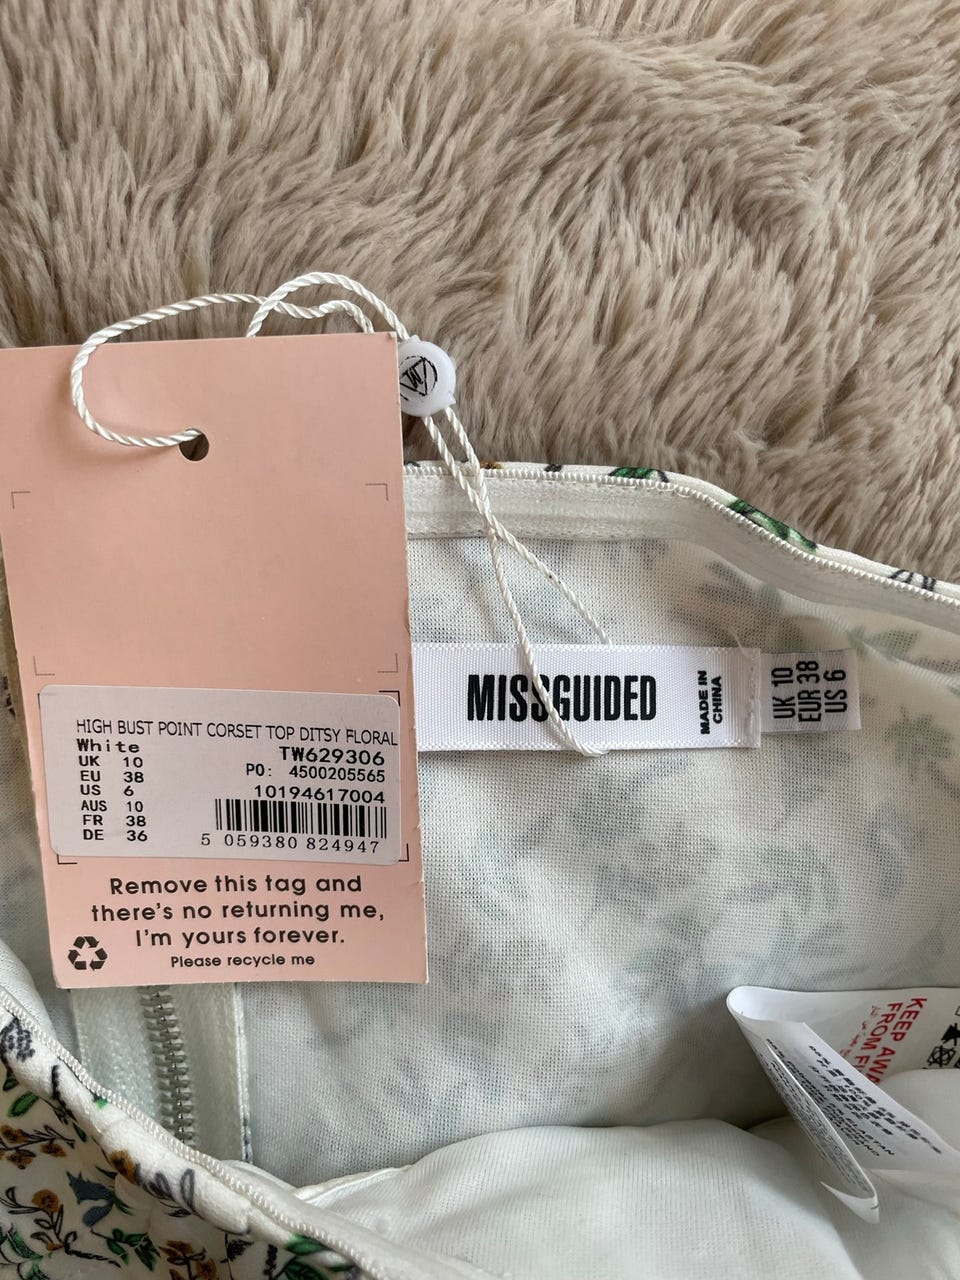 HIGH BUST POINT CORSET TOP DITSY FLORAL
White
TW629306
UK 10
PO: 4500205565
EU 38
US 6
10194617004
AUS 10
FR 38
DE 36
5 059380 824947
Remove this tag and
there's no returning me,
I'm yours forever.
Please recycle me
MISSGUIDED
MADE IN
CHINA
UK 10
EUR 38
US 6
KEEP AWA
FROM FI